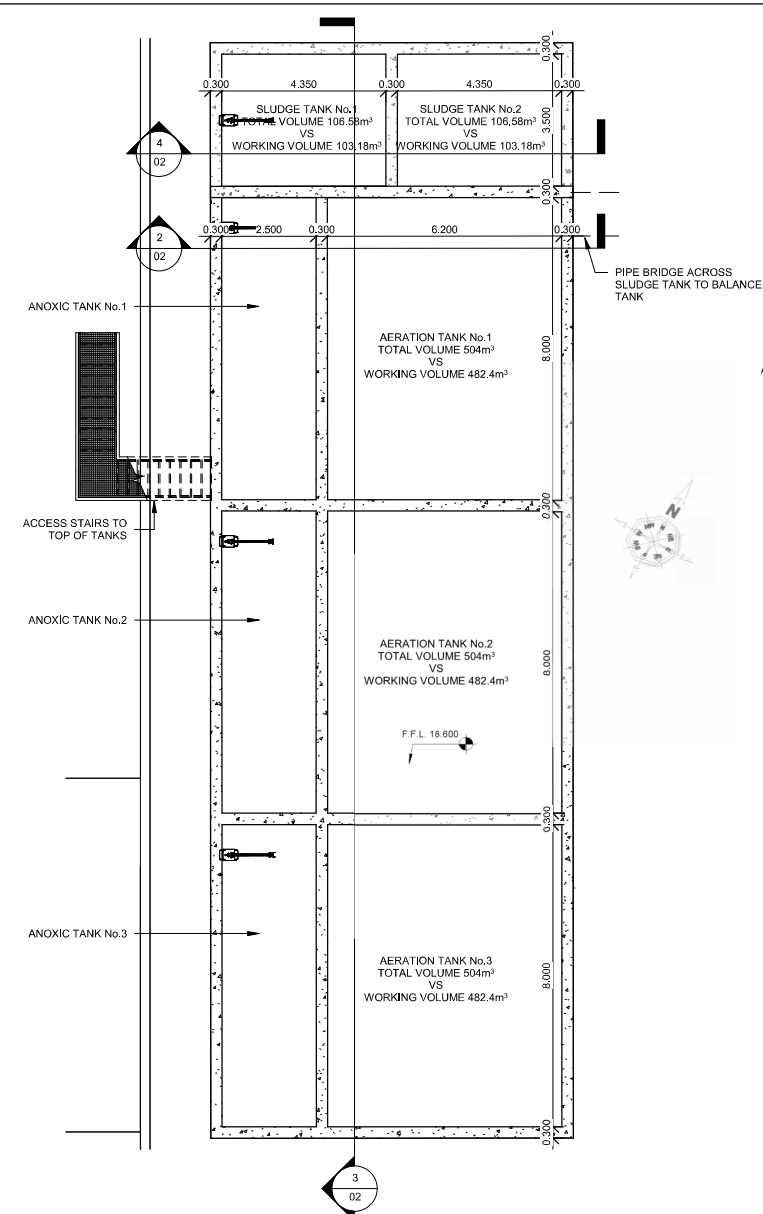 0.300
0.300 4.350 0.300 4.350 0.300
SLUDGE TANK No.1
TOTAL VOLUME 106.58m³
VS
WORKING VOLUME 103.18m³
SLUDGE TANK No.2
TOTAL VOLUME 106.58m³
VS
WORKING VOLUME 103.18m³
3.500
4
02
0.300
2
02
0.300 2.500 0.300 6.200 0.300
PIPE BRIDGE ACROSS
SLUDGE TANK TO BALANCE
TANK
ANOXIC TANK No.1
AERATION TANK No.1
TOTAL VOLUME 504m³
VS
WORKING VOLUME 482.4m³
8.000
ACCESS STAIRS TO
TOP OF TANKS
0.300
N
ANOXIC TANK No.2
AERATION TANK No.2
TOTAL VOLUME 504m³
VS
WORKING VOLUME 482.4m³
8.000
F.F.L. 18.600
0.300
ANOXIC TANK No.3
AERATION TANK No.3
TOTAL VOLUME 504m³
VS
WORKING VOLUME 482.4m³
8.000
0.300
3
02